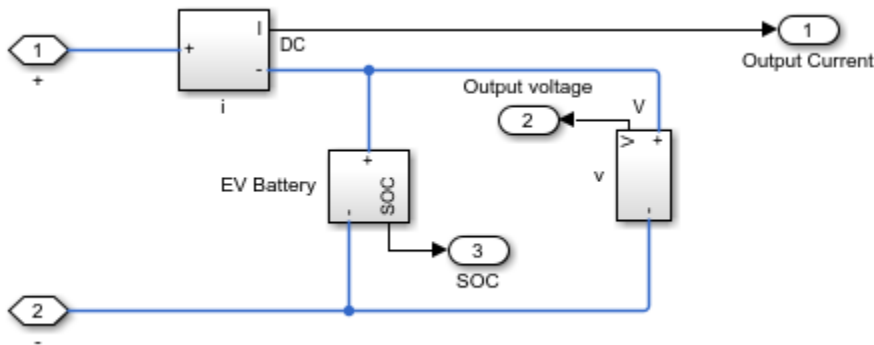 1
+
+
I
-
DC
i
1
Output Current
Output voltage
2
V
V
+
-
v
EV Battery
+
-
SOC
3
SOC
2
-